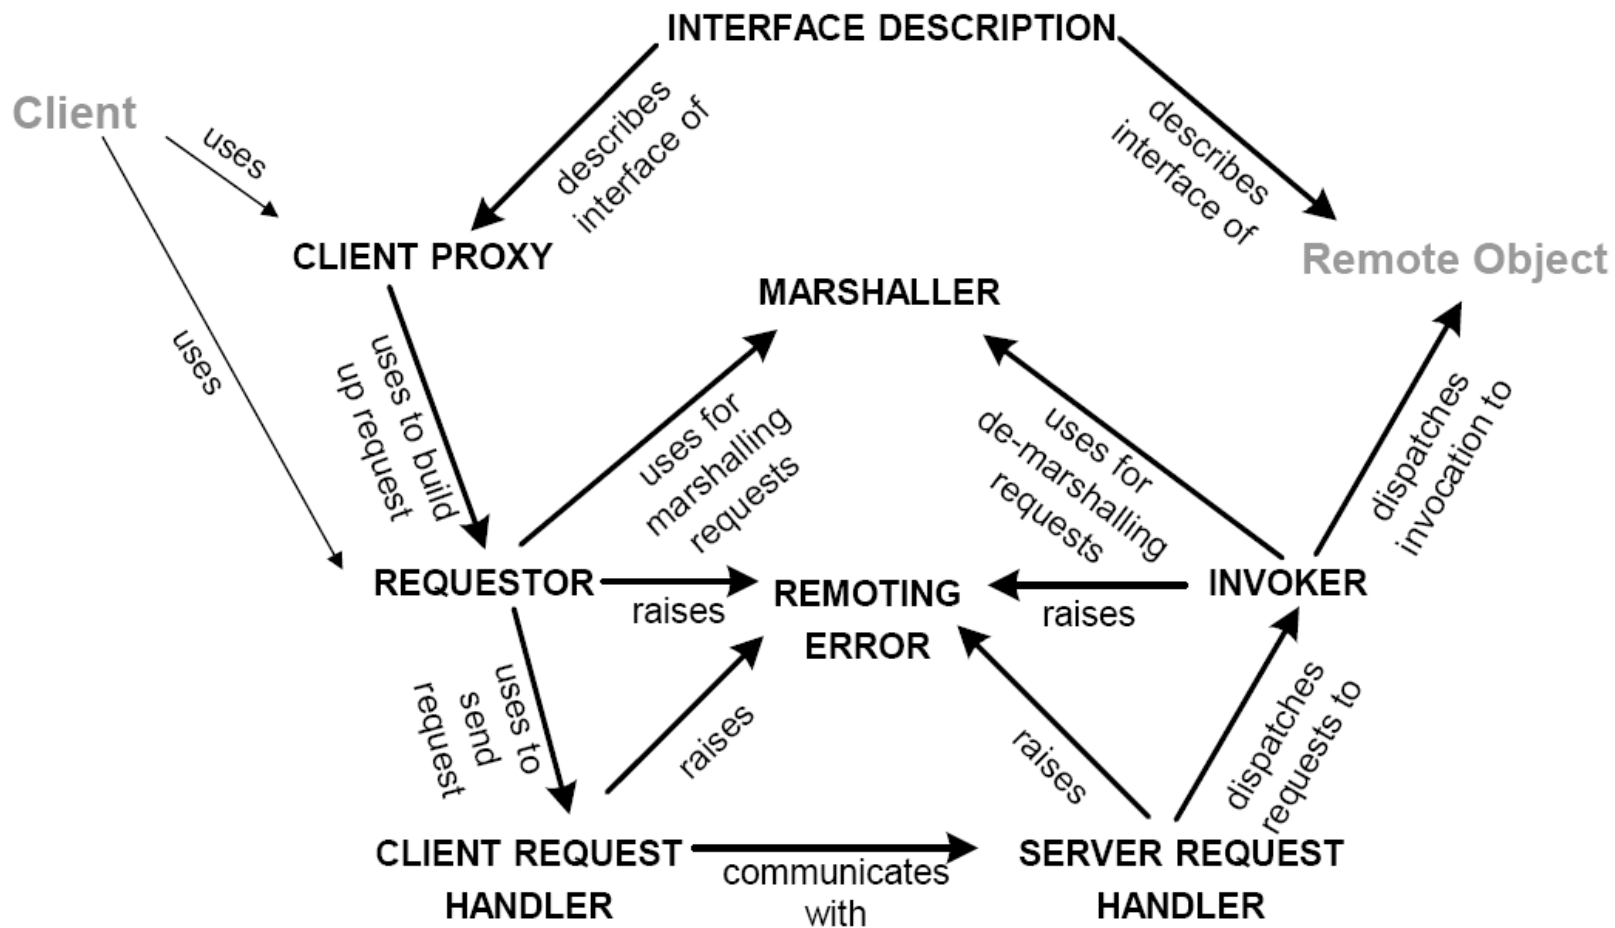 INTERFACE DESCRIPTION
Client
uses
describes
interface of
describes
interface of
CLIENT PROXY
Remote Object
MARSHALLER
uses
uses to build
up request
uses for
marshalling
requests
uses for
de-marshalling
requests
dispatches
invocation to
REQUESTOR
raises
REMOTING
ERROR
raises
INVOKER
uses to
send
request
raises
raises
dispatches
requests to
CLIENT REQUEST
HANDLER
communicates
with
SERVER REQUEST
HANDLER